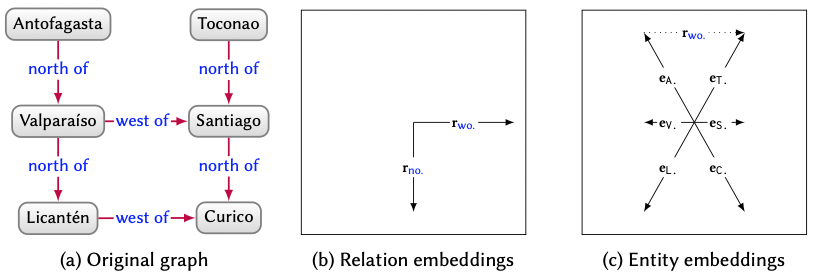 Antofagasta
Toconao
north of
north of
Valparaíso
west of
Santiago
north of
north of
Licantén
west of
Curico
(a) Original graph
r_wo.
r_no.
(b) Relation embeddings
r_wo.
e_A.
e_T.
e_V.
e_S.
e_L.
e_C.
(c) Entity embeddings